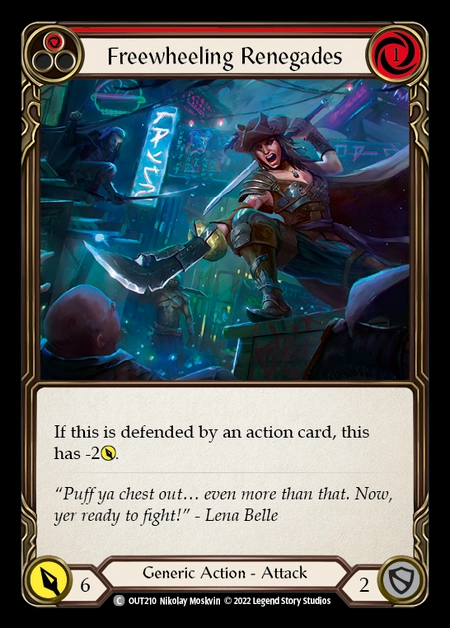 Freewheeling Renegades
1
If this is defended by an action card, this
has -2.
“Puff ya chest out… even more than that. Now,
yer ready to fight!” - Lena Belle
6
Generic Action - Attack
2
C OUT210 Nikolay Moskvin © 2022 Legend Story Studios